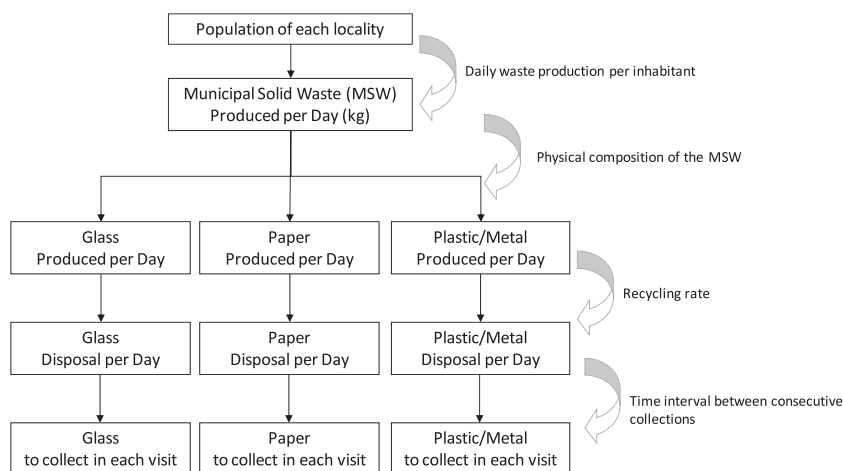 Population of each locality
Daily waste production per inhabitant
Municipal Solid Waste (MSW)
Produced per Day (kg)
Physical composition of the MSW
Glass
Produced per Day
Paper
Produced per Day
Plastic/Metal
Produced per Day
Recycling rate
Glass
Disposal per Day
Paper
Disposal per Day
Plastic/Metal
Disposal per Day
Time interval between consecutive
collections
Glass
to collect in each visit
Paper
to collect in each visit
Plastic/Metal
to collect in each visit